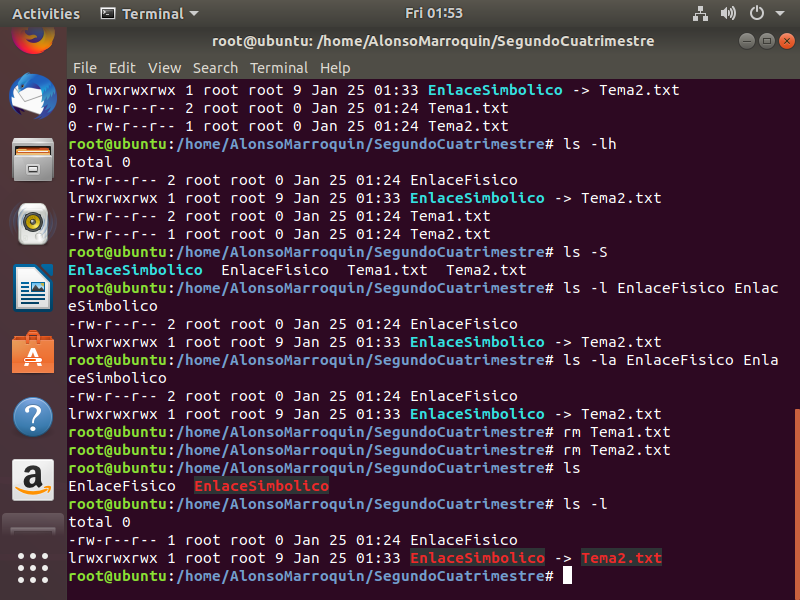 Activities Terminal Fri 01:53
root@ubuntu: /home/AlonsoMarroquin/SegundoCuatrimestre
File Edit View Search Terminal Help
0 lrwxrwxrwx 1 root root 9 Jan 25 01:33 EnlaceSimbolico -> Tema2.txt
0 -rw-r--r-- 2 root root 0 Jan 25 01:24 Tema1.txt
0 -rw-r--r-- 1 root root 0 Jan 25 01:24 Tema2.txt
root@ubuntu:/home/AlonsoMarroquin/SegundoCuatrimestre# ls -lh
total 0
-rw-r--r-- 2 root root 0 Jan 25 01:24 EnlaceFisico
lrwxrwxrwx 1 root root 9 Jan 25 01:33 EnlaceSimbolico -> Tema2.txt
-rw-r--r-- 2 root root 0 Jan 25 01:24 Tema1.txt
-rw-r--r-- 1 root root 0 Jan 25 01:24 Tema2.txt
root@ubuntu:/home/AlonsoMarroquin/SegundoCuatrimestre# ls -S
EnlaceSimbolico  EnlaceFisico  Tema1.txt  Tema2.txt
root@ubuntu:/home/AlonsoMarroquin/SegundoCuatrimestre# ls -l EnlaceFisico Enlac
eSimbolico
-rw-r--r-- 2 root root 0 Jan 25 01:24 EnlaceFisico
lrwxrwxrwx 1 root root 9 Jan 25 01:33 EnlaceSimbolico -> Tema2.txt
root@ubuntu:/home/AlonsoMarroquin/SegundoCuatrimestre# ls -la EnlaceFisico Enla
ceSimbolico
-rw-r--r-- 2 root root 0 Jan 25 01:24 EnlaceFisico
lrwxrwxrwx 1 root root 9 Jan 25 01:33 EnlaceSimbolico -> Tema2.txt
root@ubuntu:/home/AlonsoMarroquin/SegundoCuatrimestre# rm Tema1.txt
root@ubuntu:/home/AlonsoMarroquin/SegundoCuatrimestre# rm Tema2.txt
root@ubuntu:/home/AlonsoMarroquin/SegundoCuatrimestre# ls
EnlaceFisico  EnlaceSimbolico
root@ubuntu:/home/AlonsoMarroquin/SegundoCuatrimestre# ls -l
total 0
-rw-r--r-- 1 root root 0 Jan 25 01:24 EnlaceFisico
lrwxrwxrwx 1 root root 9 Jan 25 01:33 EnlaceSimbolico -> Tema2.txt
root@ubuntu:/home/AlonsoMarroquin/SegundoCuatrimestre#